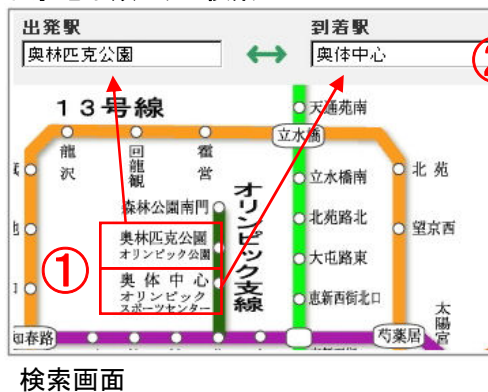 出発駅
到着駅
奥林匹克公園
奥体中心
13号線
天通苑南
立水橋
龍沢
回龍観
霍営
北苑
立水橋南
オリンピック支線
森林公園南門
北苑路北
望京西
①
奥林匹克公園
オリンピック公園
大屯路東
奥体中心
オリンピック
スポーツセンター
恵新西街北口
太陽宮
知春路
芍薬居
検索画面